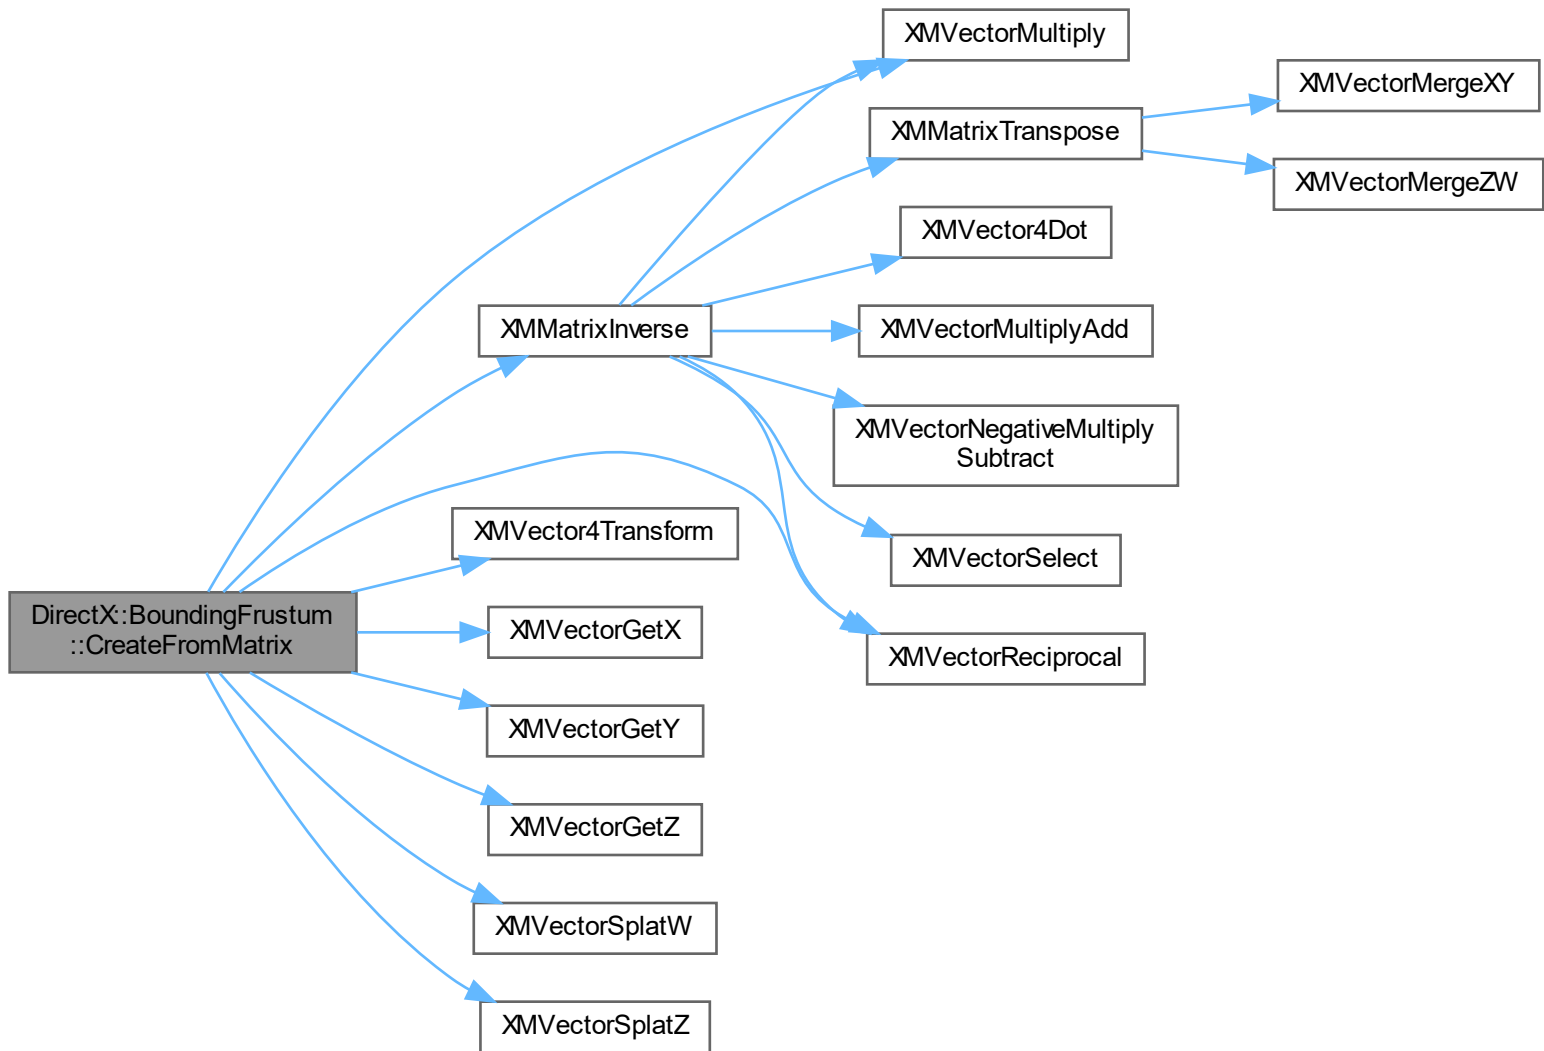 XMVectorMultiply
XMVectorMergeXY
XMMatrixTranspose
XMVectorMergeZW
XMVector4Dot
XMMatrixInverse
XMVectorMultiplyAdd
XMVectorNegativeMultiply
Subtract
XMVector4Transform
XMVectorSelect
DirectX::BoundingFrustum
::CreateFromMatrix
XMVectorGetX
XMVectorReciprocal
XMVectorGetY
XMVectorGetZ
XMVectorSplatW
XMVectorSplatZ